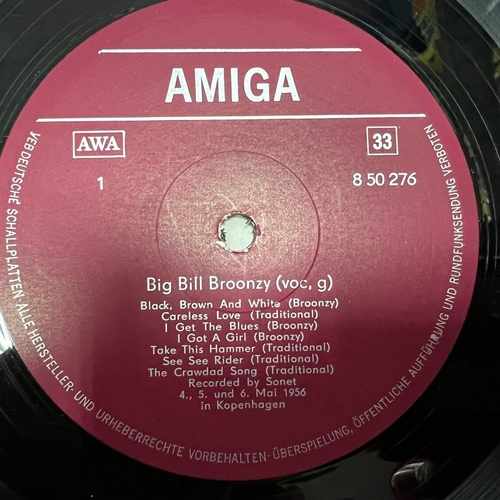 AMIGA
AWA
33
1
8 50 276
Big Bill Broonzy (voc, g)
Black, Brown And White (Broonzy)
Careless Love (Traditional)
I Get The Blues (Broonzy)
I Got A Girl (Broonzy)
Take This Hammer (Traditional)
See See Rider (Traditional)
The Crawdad Song (Traditional)
Recorded by Sonet
4., 5. und 6. Mai 1956
in Kopenhagen
VEB DEUTSCHE SCHALLPLATTEN · ALLE HERSTELLER- UND URHEBERRECHTE VORBEHALTEN · ÜBERSPIELUNG, ÖFFENTLICHE AUFFÜHRUNG UND RUNDFUNKSENDUNG VERBOTEN